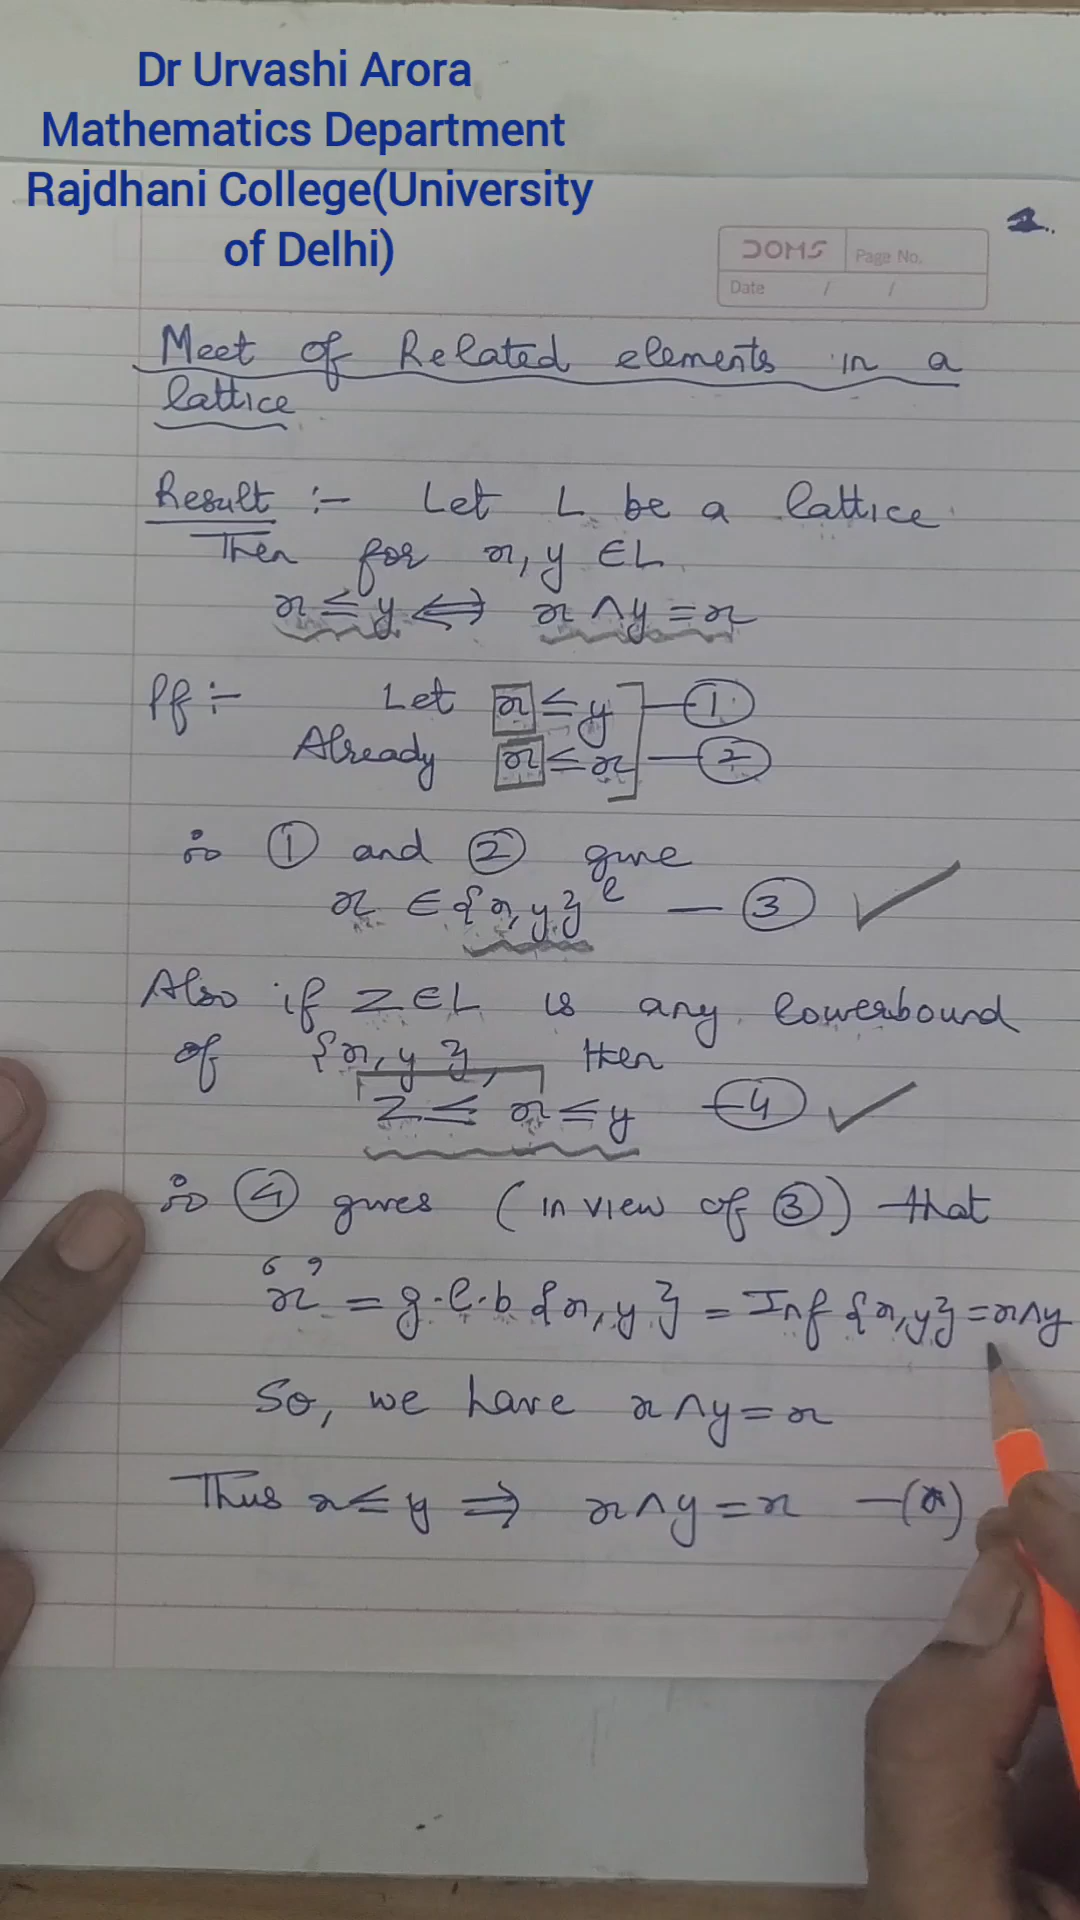 Dr Urvashi Arora
Mathematics Department
Rajdhani College(University
of Delhi)
DOMS Page No.
Date / /
Meet of Related elements in a
lattice
Result :- Let L be a lattice
Then for x, y ∈ L
x ≤ y ⟺ x ∧ y = x
Pf :- Let x ≤ y — ①
Already x ≤ x — ②
∴ ① and ② give
x ∈ {x, y}ˡ — ③ ✓
Also if Z ∈ L is any lowerbound
of {x, y}, then
Z ≤ x ≤ y — ④ ✓
∴ ④ gives (in view of ③) that
'x' = g.l.b {x, y} = Inf {x, y} = x ∧ y
So, we have x ∧ y = x
Thus x ≤ y ⟹ x ∧ y = x — (*)